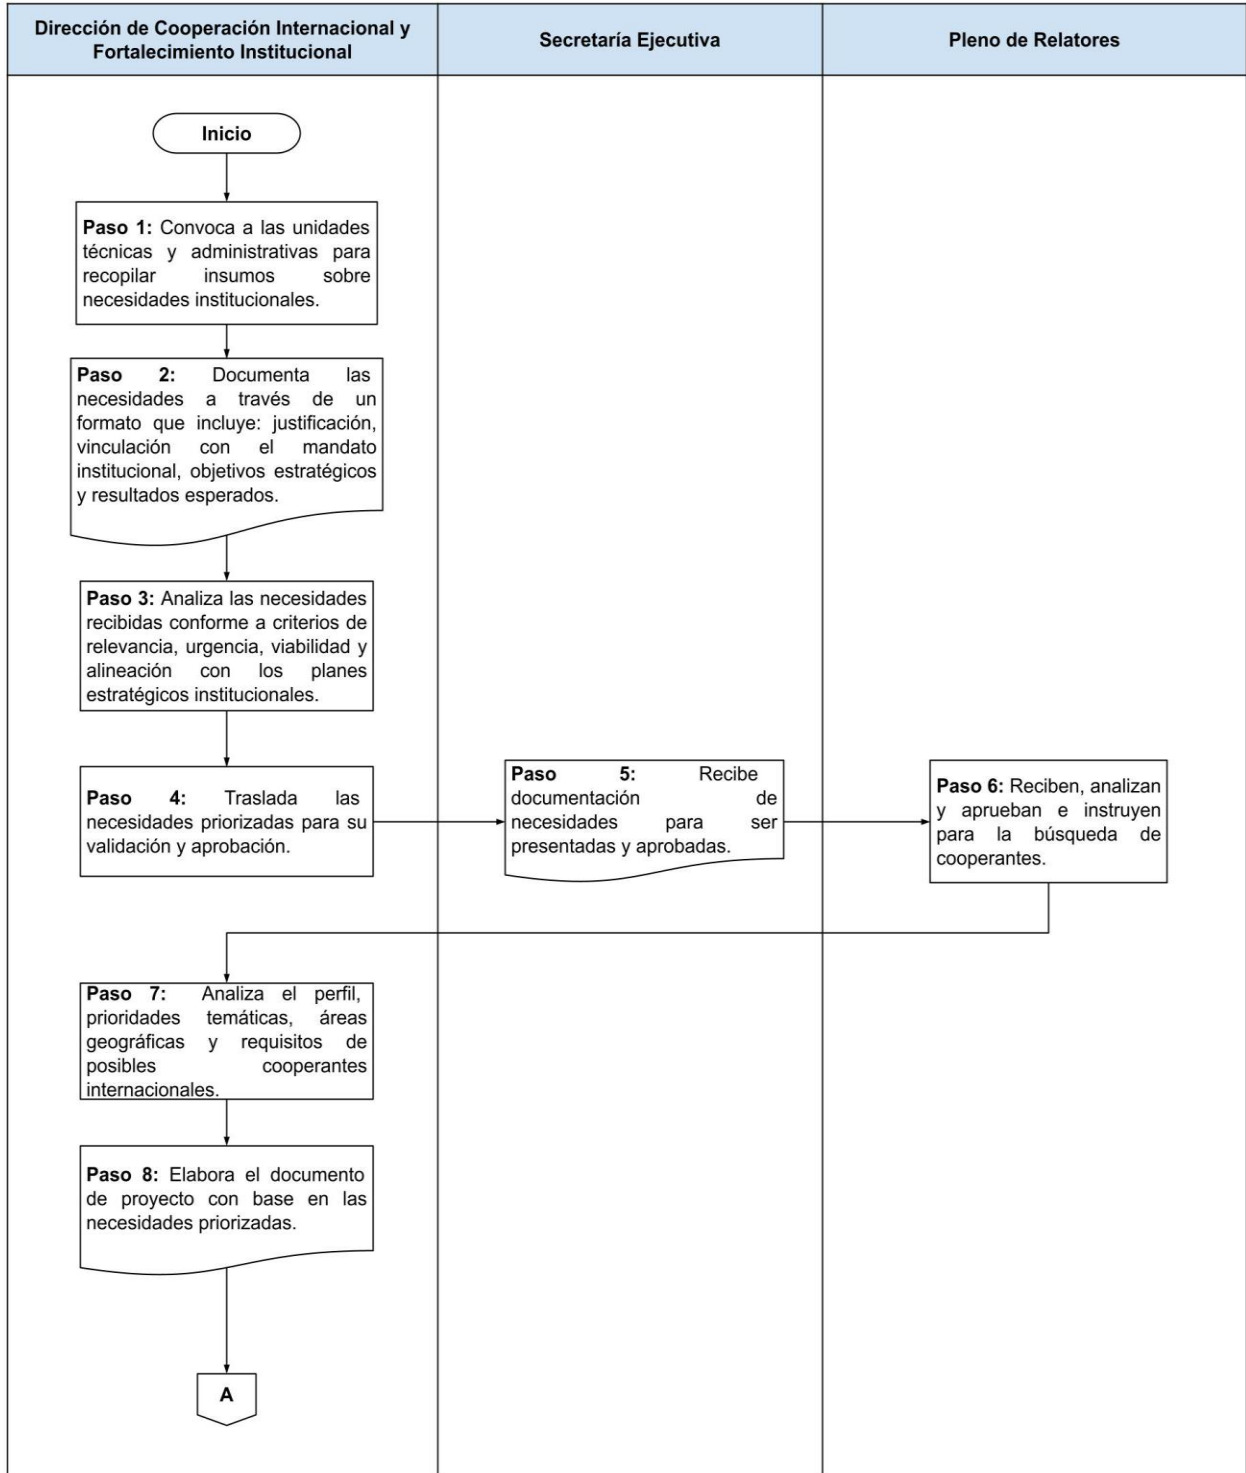 Dirección de Cooperación Internacional y
Fortalecimiento Institucional
Secretaría Ejecutiva
Pleno de Relatores
Inicio
Paso 1: Convoca a las unidades
técnicas y administrativas para
recopilar insumos sobre
necesidades institucionales.
Paso 2: Documenta las
necesidades a través de un
formato que incluye: justificación,
vinculación con el mandato
institucional, objetivos estratégicos
y resultados esperados.
Paso 3: Analiza las necesidades
recibidas conforme a criterios de
relevancia, urgencia, viabilidad y
alineación con los planes
estratégicos institucionales.
Paso 4: Traslada las
necesidades priorizadas para su
validación y aprobación.
Paso 5: Recibe
documentación de
necesidades para ser
presentadas y aprobadas.
Paso 6: Reciben, analizan
y aprueban e instruyen
para la búsqueda de
cooperantes.
Paso 7: Analiza el perfil,
prioridades temáticas, áreas
geográficas y requisitos de
posibles cooperantes
internacionales.
Paso 8: Elabora el documento
de proyecto con base en las
necesidades priorizadas.
A